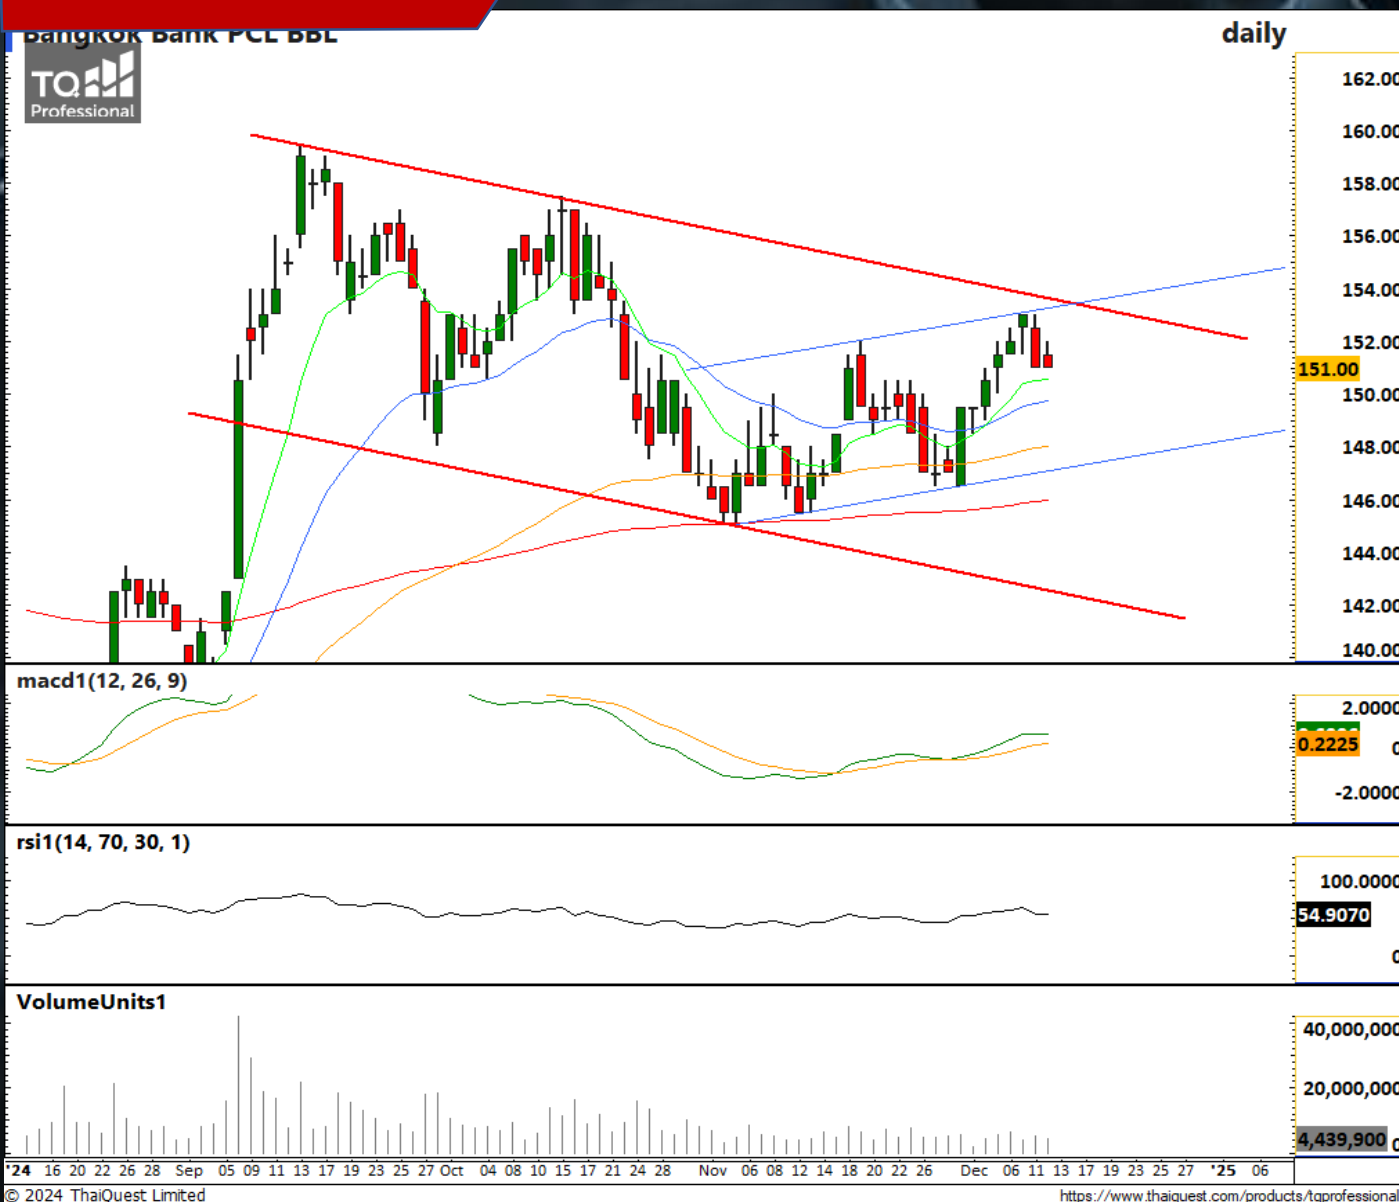 Bangkok Bank PCL BBL
daily
TQ
Professional
162.00
160.00
158.00
156.00
154.00
152.00
151.00
150.00
148.00
146.00
144.00
142.00
140.00
macd1(12, 26, 9)
2.0000
0.2225
0
-2.0000
rsi1(14, 70, 30, 1)
100.0000
54.9070
0
VolumeUnits1
40,000,000
20,000,000
4,439,900
0
'24 16 20 22 26 28 Sep 05 09 11 13 17 19 23 25 27 Oct 04 08 10 15 17 22 24 28 Nov 06 08 12 14 18 20 22 26 Dec 06 11 13 17 19 23 25 27 '25 06
© 2024 ThaiQuest Limited
https://www.thaiquest.com/products/tqprofessional